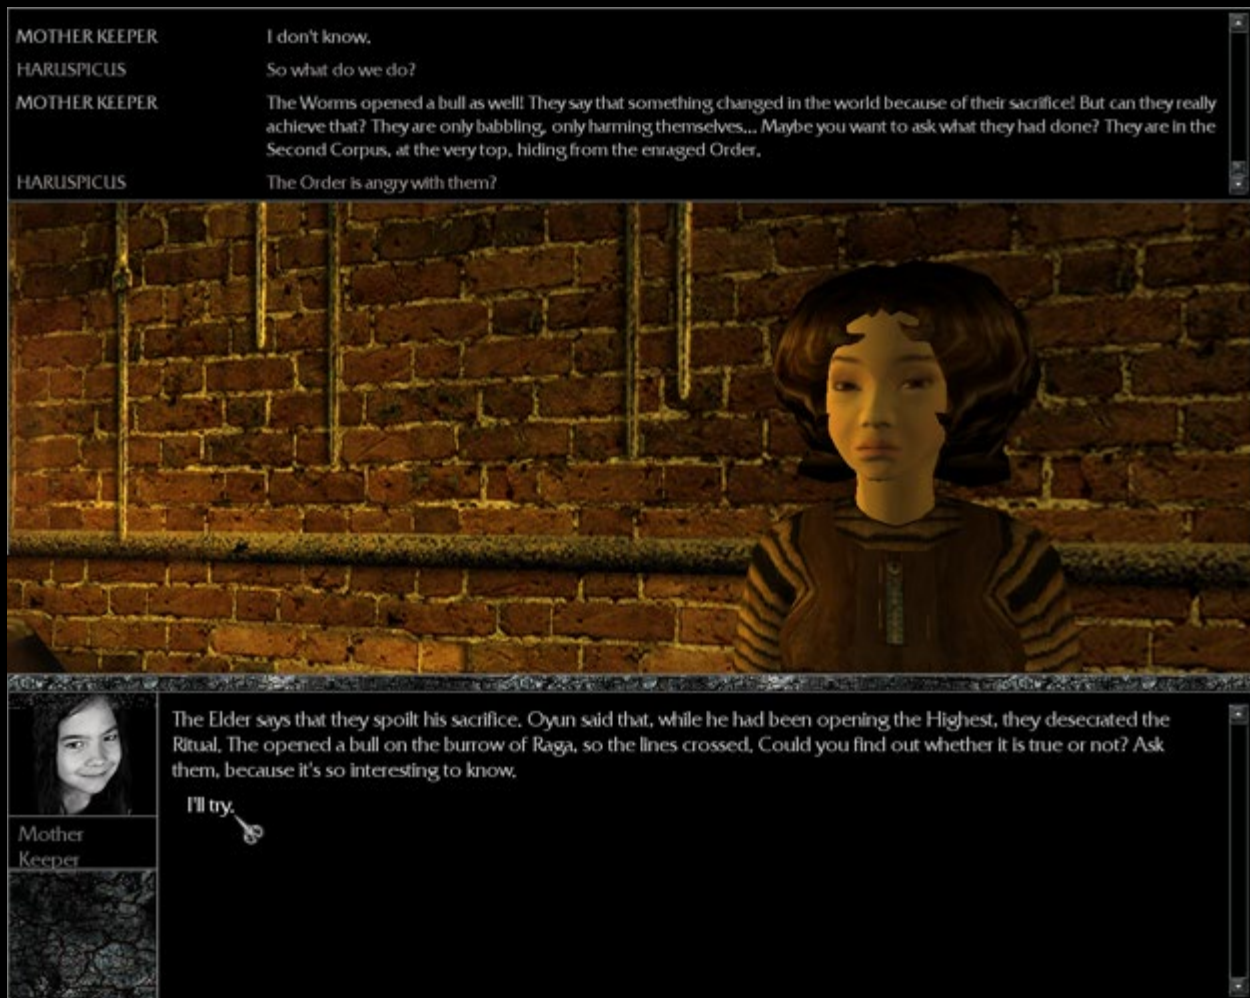 MOTHER KEEPER I don't know.
HARUSPICUS So what do we do?
MOTHER KEEPER The Worms opened a bull as well! They say that something changed in the world because of their sacrifice! But can they really
achieve that? They are only babbling, only harming themselves... Maybe you want to ask what they had done? They are in the
Second Corpus, at the very top, hiding from the enraged Order.
HARUSPICUS The Order is angry with them?
The Elder says that they spoilt his sacrifice. Oyun said that, while he had been opening the Highest, they desecrated the
Ritual. The opened a bull on the burrow of Raga, so the lines crossed. Could you find out whether it is true or not? Ask
them, because it's so interesting to know.
I'll try.
Mother
Keeper